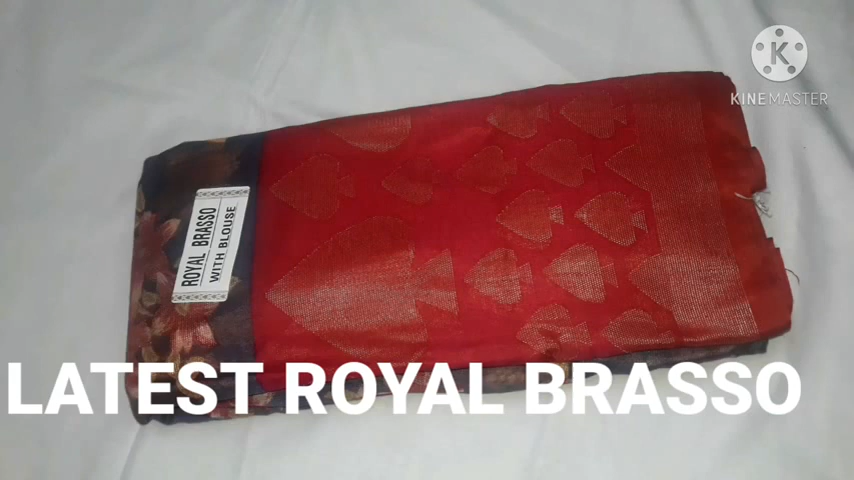 K
KINEMASTER
ROYAL BRASSO
WITH BLOUSE
LATEST ROYAL BRASSO